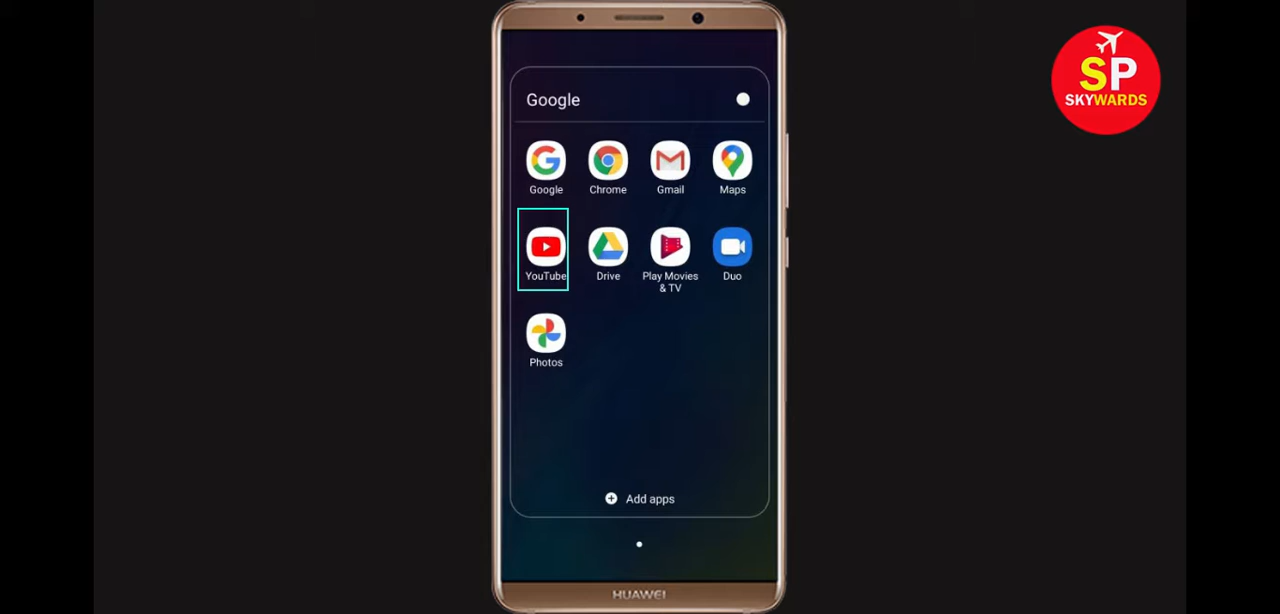 SP
SKYWARDS
Google
Google
Chrome
Gmail
Maps
YouTube
Drive
Play Movies
& TV
Duo
Photos
Add apps
HUAWEI